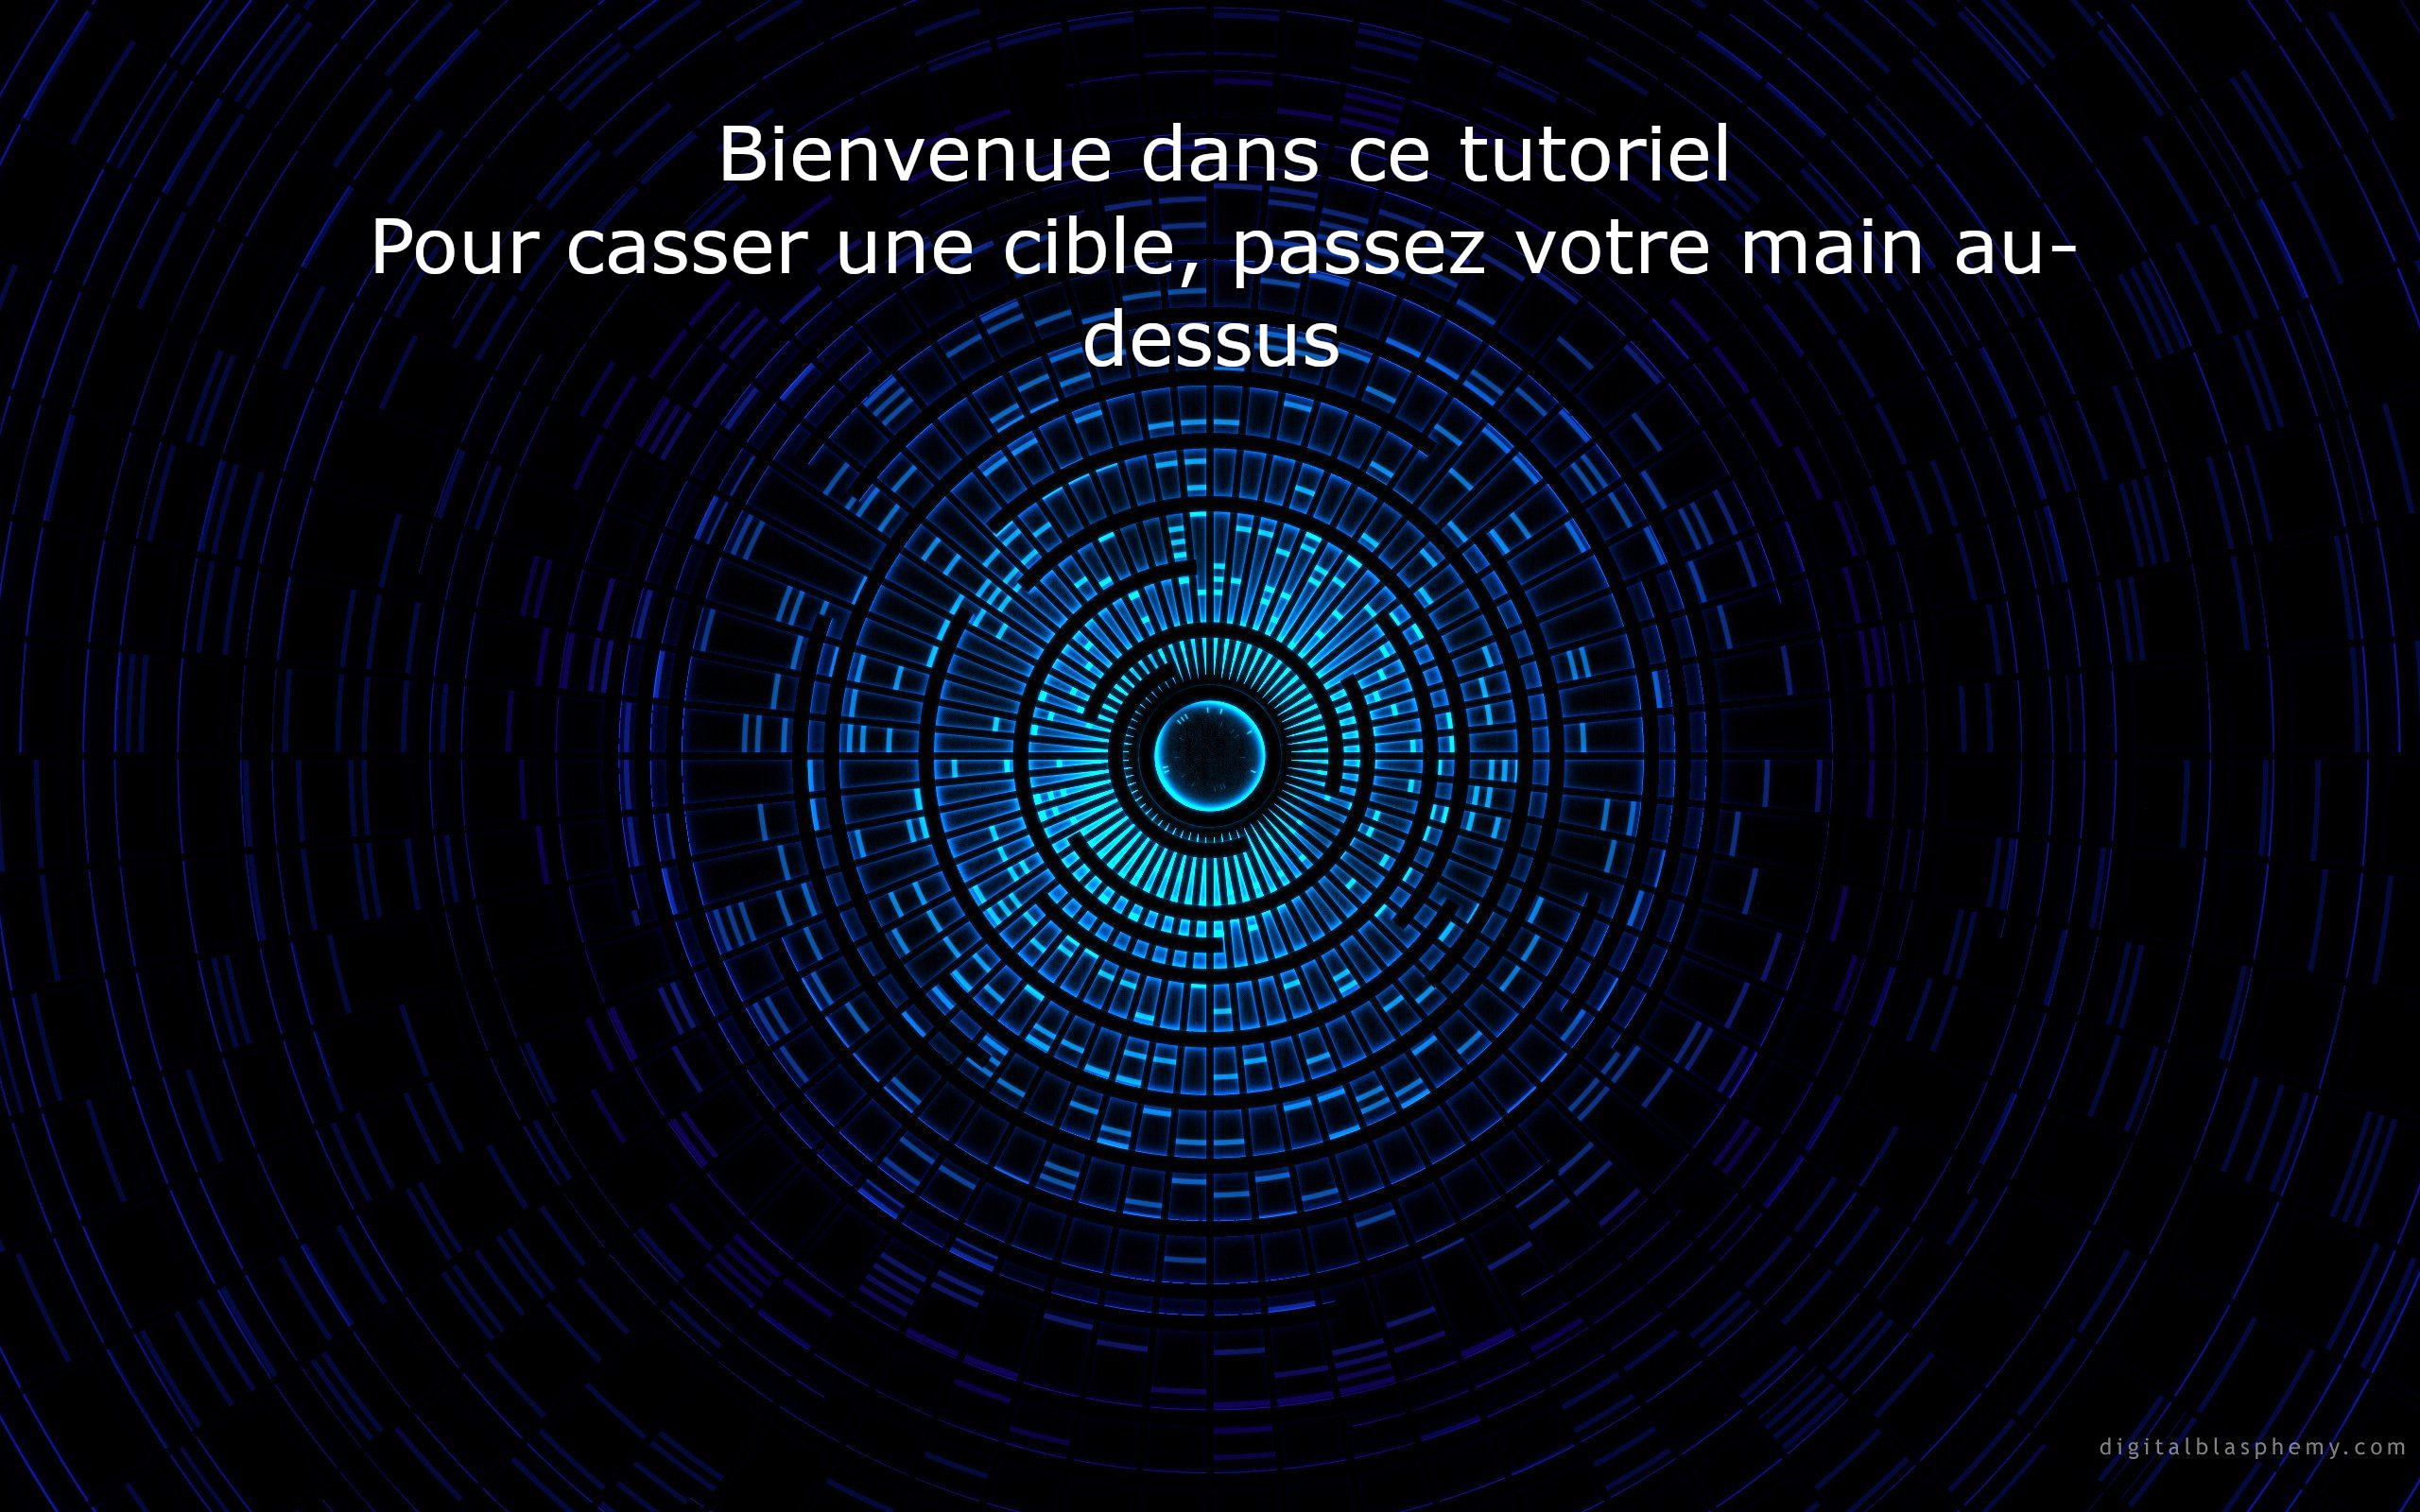 Bienvenue dans ce tutoriel
Pour casser une cible, passez votre main au-
dessus
digitalblasphemy.com